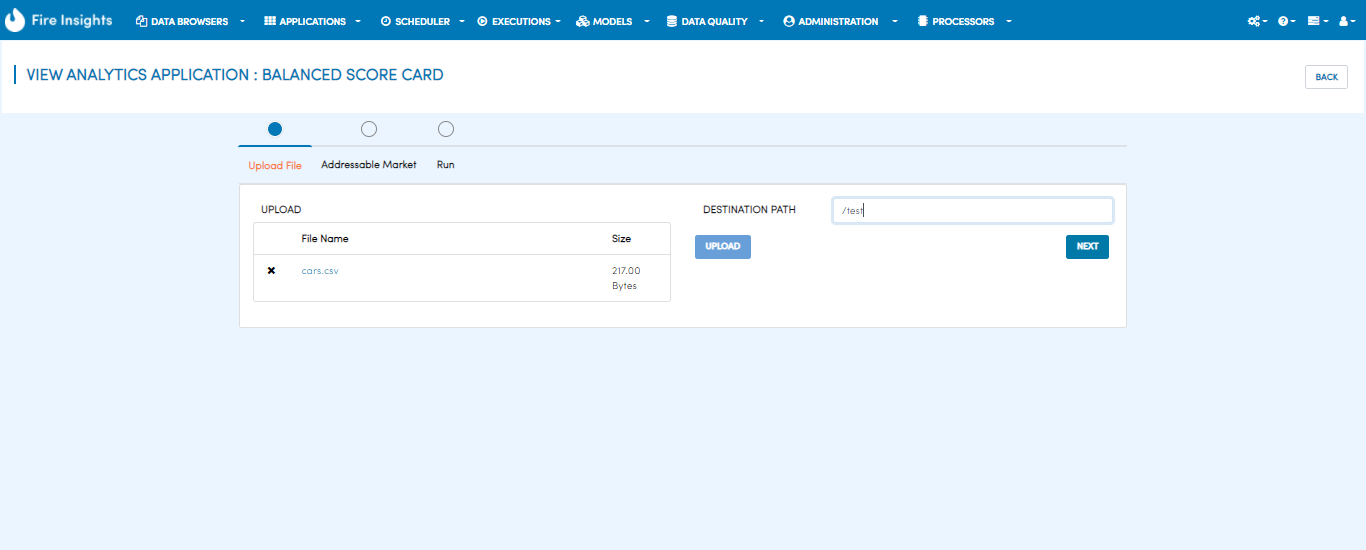 Fire Insights DATA BROWSERS APPLICATIONS SCHEDULER EXECUTIONS MODELS DATA QUALITY ADMINISTRATION PROCESSORS
VIEW ANALYTICS APPLICATION : BALANCED SCORE CARD
BACK
Upload File Addressable Market Run
UPLOAD
File Name Size
cars.csv 217.00
Bytes
DESTINATION PATH /test
UPLOAD NEXT